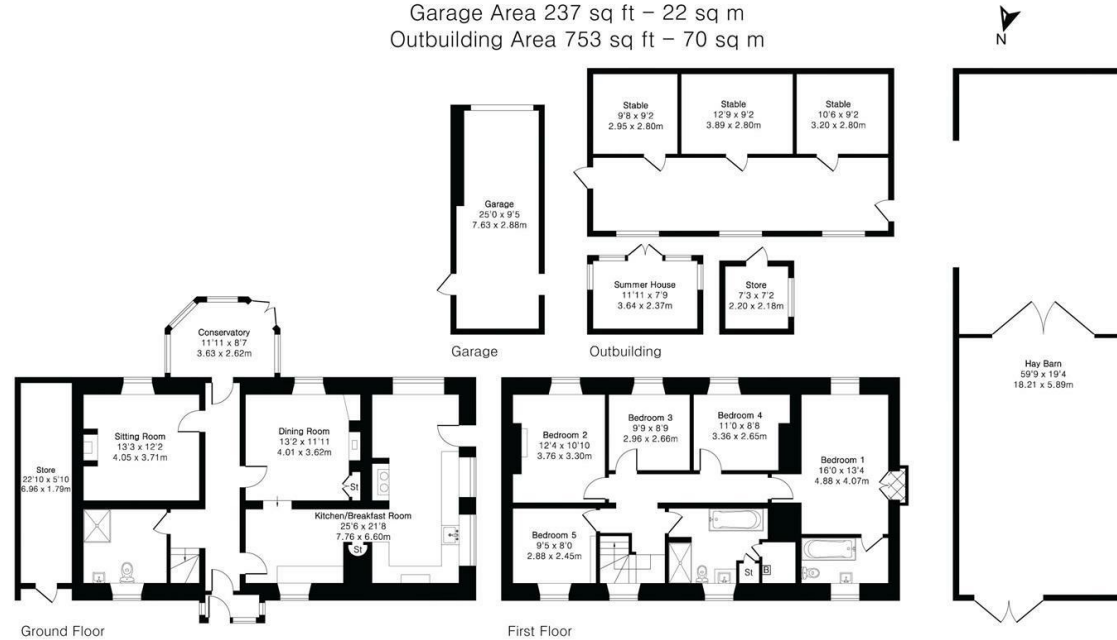 Garage Area 237 sq ft – 22 sq m
Outbuilding Area 753 sq ft – 70 sq m
N
Stable
9'8 x 9'2
2.95 x 2.80m
Stable
12'9 x 9'2
3.89 x 2.80m
Stable
10'6 x 9'2
3.20 x 2.80m
Garage
25'0 x 9'5
7.63 x 2.88m
Summer House
11'11 x 7'9
3.64 x 2.37m
Store
7'3 x 7'2
2.20 x 2.18m
Garage
Outbuilding
Hay Barn
59'9 x 19'4
18.21 x 5.89m
Conservatory
11'11 x 8'7
3.63 x 2.62m
Sitting Room
13'3 x 12'2
4.05 x 3.71m
Dining Room
13'2 x 11'11
4.01 x 3.62m
Store
22'10 x 5'10
6.96 x 1.79m
St
Kitchen/Breakfast Room
25'6 x 21'8
7.76 x 6.60m
St
Ground Floor
Bedroom 2
12'4 x 10'10
3.76 x 3.30m
Bedroom 3
9'9 x 8'9
2.96 x 2.66m
Bedroom 4
11'0 x 8'8
3.36 x 2.65m
Bedroom 1
16'0 x 13'4
4.88 x 4.07m
Bedroom 5
9'5 x 8'0
2.88 x 2.45m
St
B
First Floor